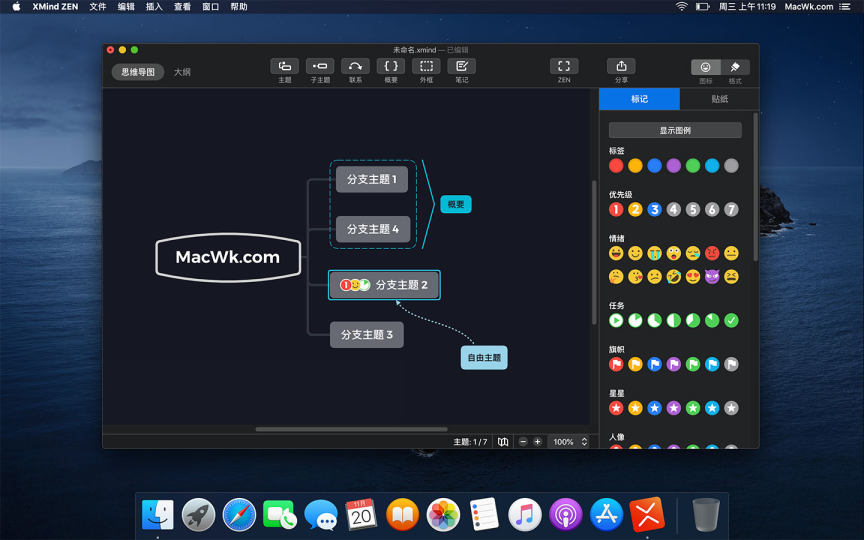 XMind ZEN 文件 编辑 插入 查看 窗口 帮助 周三 上午11:19 MacWk.com
未命名.xmind — 已编辑
思维导图 大纲
主题 子主题 联系 概要 外框 笔记 ZEN 分享 图标 格式
标记 贴纸
显示图例
标签
优先级
1 2 3 4 5 6 7
情绪
任务
旗帜
星星
人像
MacWk.com
分支主题 1
分支主题 4
概要
1 分支主题 2
分支主题 3
自由主题
主题: 1 / 7 100%
11月
20